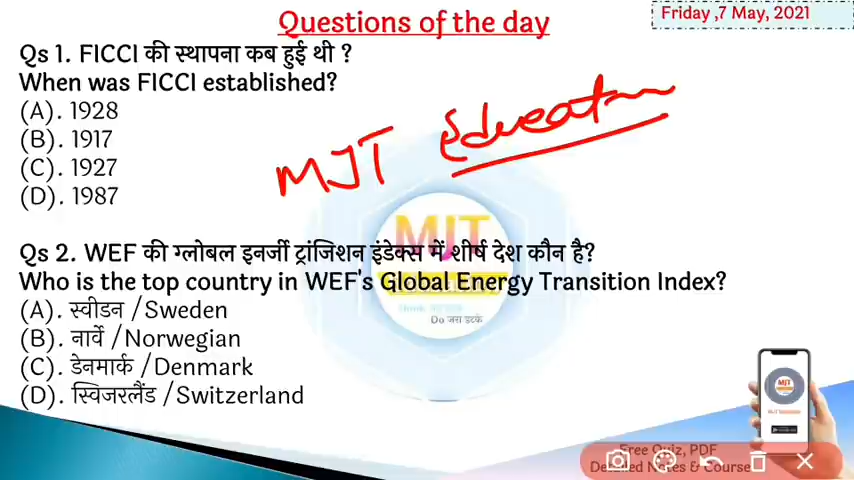 Questions of the day
Friday ,7 May, 2021
Qs 1. FICCI की स्थापना कब हुई थी ?
When was FICCI established?
(A). 1928
(B). 1917
(C). 1927
(D). 1987
MJT Education
MJT
Qs 2. WEF की ग्लोबल इनर्जी ट्रांजिशन इंडेक्स में शीर्ष देश कौन है?
Who is the top country in WEF's Global Energy Transition Index?
(A). स्वीडन /Sweden
(B). नार्वे /Norwegian
(C). डेनमार्क /Denmark
(D). स्विजरलैंड /Switzerland
Do जरा हटके
MJT
Free Quiz, PDF
Detailed Notes & Course